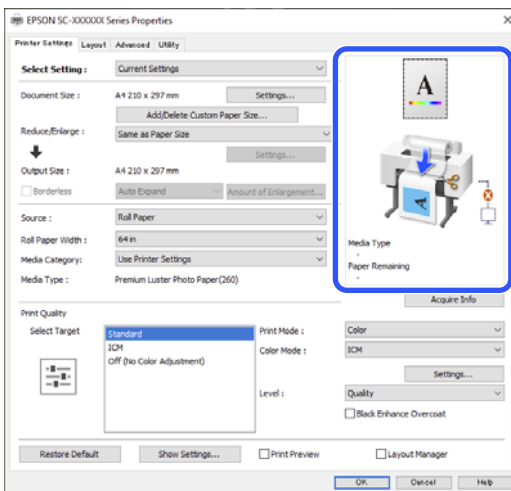 EPSON SC-XXXXXX Series Properties
Printer Settings Layout Advanced Utility
Select Setting : Current Settings
Document Size : A4 210 x 297 mm Settings...
Add/Delete Custom Paper Size...
Reduce/Enlarge : Same as Paper Size
Settings...
Output Size : A4 210 x 297 mm
Borderless Auto Expand Amount of Enlargement...
Source : Roll Paper
Roll Paper Width : 64 in
Media Category: Use Printer Settings
Media Type : Premium Luster Photo Paper(260)
A
A
Media Type
-
Paper Remaining
-
Acquire Info
Print Quality
Select Target
Standard
ICM
Off (No Color Adjustment)
Print Mode : Color
Color Mode : ICM
Settings...
Level : Quality
Black Enhance Overcoat
Restore Default Show Settings... Print Preview Layout Manager
OK Cancel Help